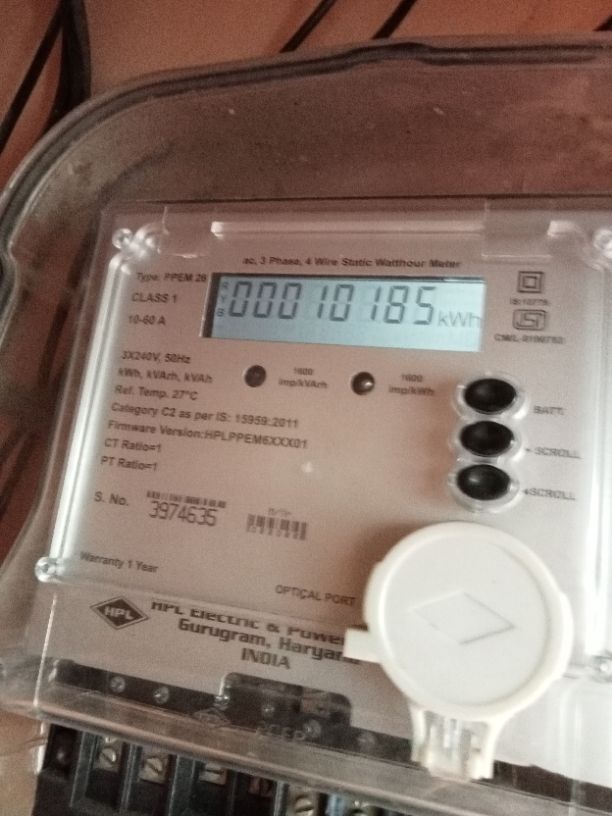 ac, 3 Phase, 4 Wire Static Watthour Meter
Type. PPEM 26
CLASS 1
10-60 A
R
Y
B
00010185 kWh
IS:13779
ISI
3X240V, 50Hz
kWh, kVArh, kVAh
1600
imp/kVArh
1600
imp/kWh
Ref. Temp. 27°C
Category C2 as per IS: 15959:2011
Firmware Version:HPLPPEM6XXX01
CT Ratio=1
PT Ratio=1
BATT.
- SCROLL
+SCROLL
S. No.
3974635
Warranty 1 Year
OPTICAL PORT
HPL
HPL Electric & Power
Gurugram, Haryana
INDIA